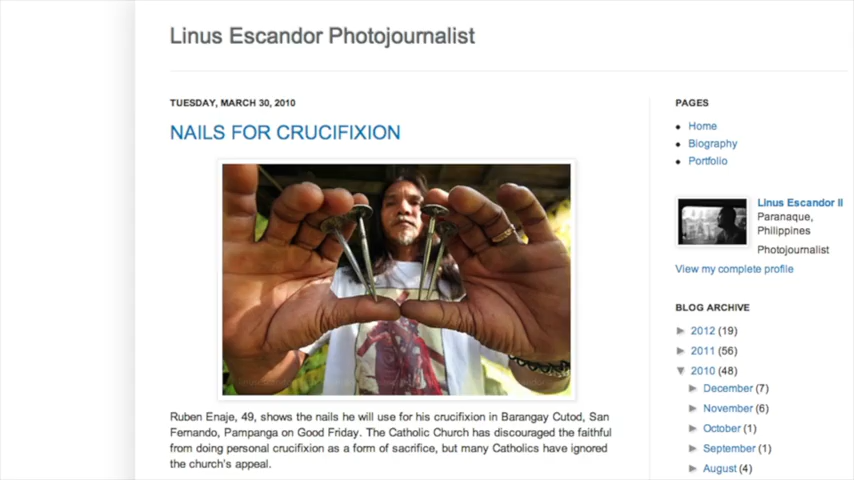 Linus Escandor Photojournalist
TUESDAY, MARCH 30, 2010
NAILS FOR CRUCIFIXION
Ruben Enaje, 49, shows the nails he will use for his crucifixion in Barangay Cutod, San
Fernando, Pampanga on Good Friday. The Catholic Church has discouraged the faithful
from doing personal crucifixion as a form of sacrifice, but many Catholics have ignored
the church's appeal.
PAGES
Home
Biography
Portfolio
Linus Escandor II
Paranaque,
Philippines
Photojournalist
View my complete profile
BLOG ARCHIVE
► 2012 (19)
► 2011 (56)
▼ 2010 (48)
► December (7)
► November (6)
► October (1)
► September (1)
► August (4)